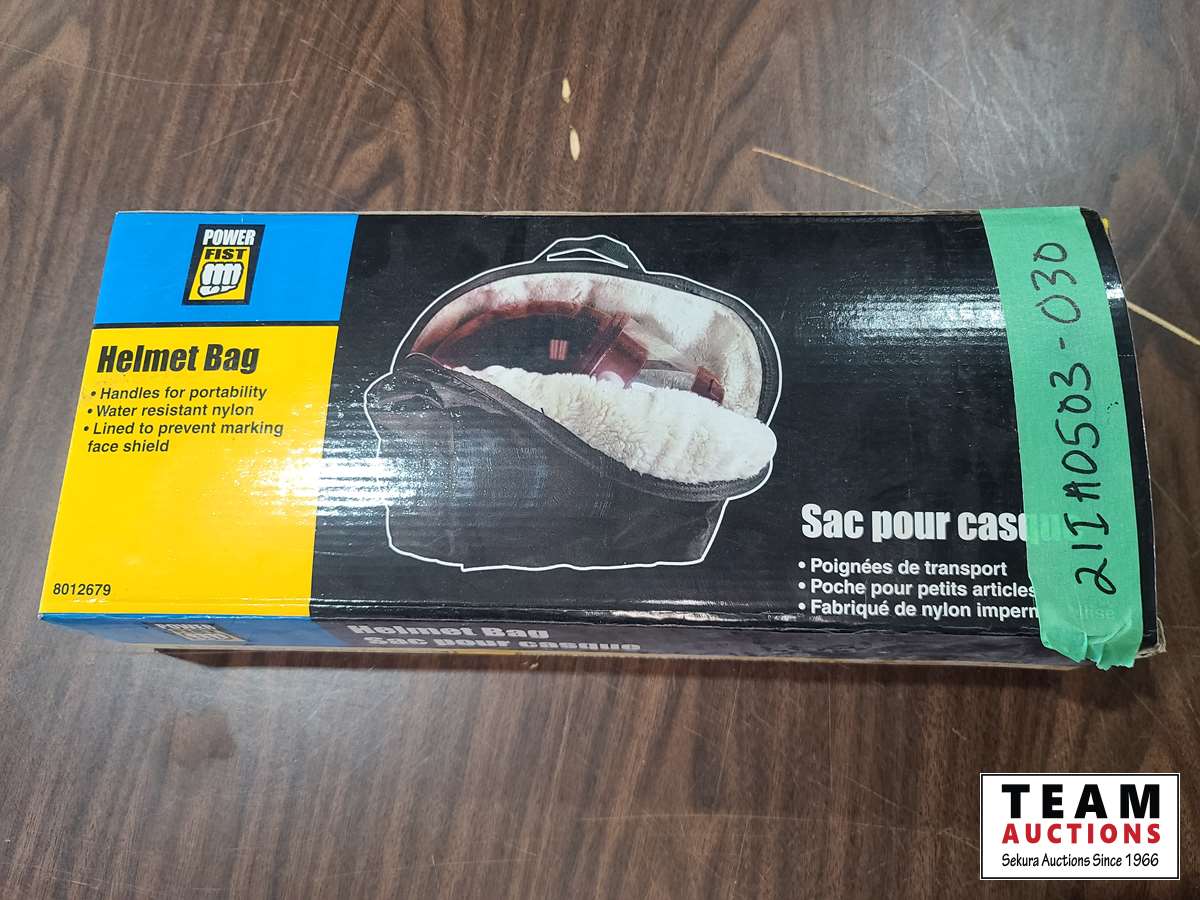 POWER
FIST
Helmet Bag
• Handles for portability
• Water resistant nylon
• Lined to prevent marking
face shield
8012679
Sac pour casque
• Poignées de transport
• Poche pour petits articles
• Fabriqué de nylon
Helmet Bag
Sac pour casque
21IA0503-030
TEAM
AUCTIONS
Sekura Auctions Since 1966